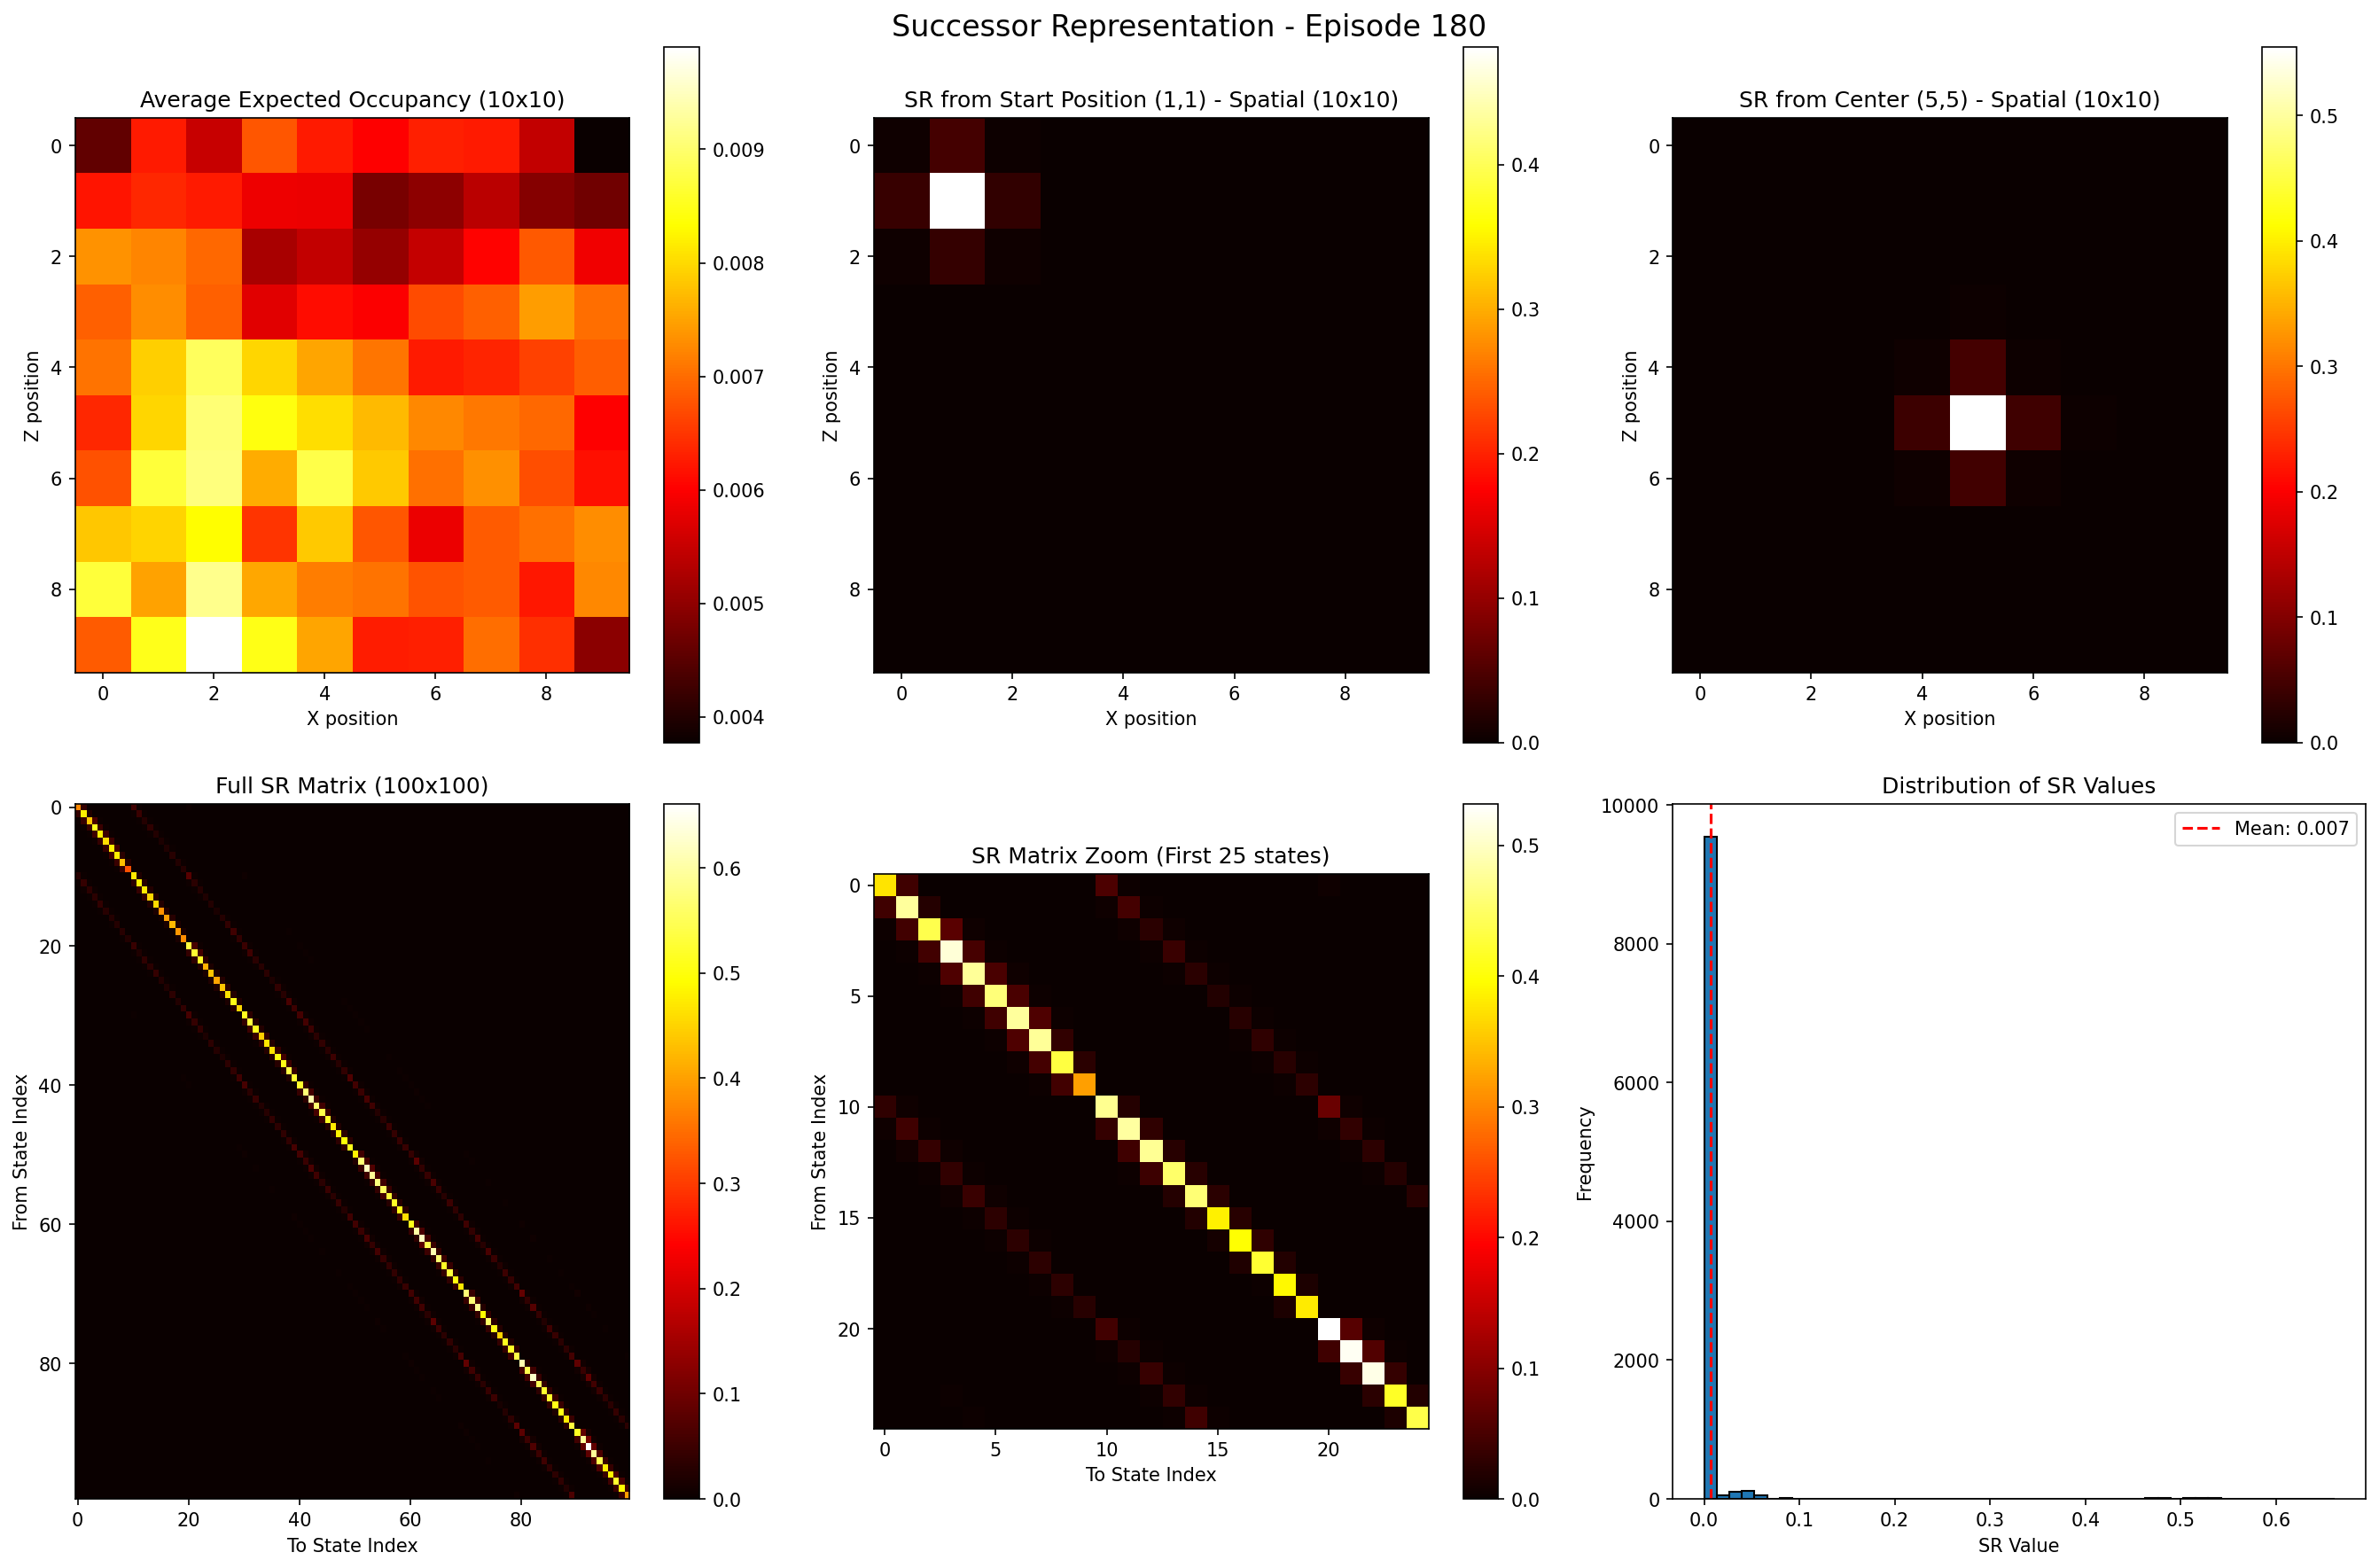 Successor Representation - Episode 180
Average Expected Occupancy (10x10)
0
2
4
6
8
Z position
0 2 4 6 8
X position
0.009
0.008
0.007
0.006
0.005
0.004
SR from Start Position (1,1) - Spatial (10x10)
0
2
4
6
8
Z position
0 2 4 6 8
X position
0.4
0.3
0.2
0.1
0.0
SR from Center (5,5) - Spatial (10x10)
0
2
4
6
8
Z position
0 2 4 6 8
X position
0.5
0.4
0.3
0.2
0.1
0.0
Full SR Matrix (100x100)
0
20
40
60
80
From State Index
0 20 40 60 80
To State Index
0.6
0.5
0.4
0.3
0.2
0.1
0.0
SR Matrix Zoom (First 25 states)
0
5
10
15
20
From State Index
0 5 10 15 20
To State Index
0.5
0.4
0.3
0.2
0.1
0.0
Distribution of SR Values
Mean: 0.007
10000
8000
6000
4000
2000
0
Frequency
0.0 0.1 0.2 0.3 0.4 0.5 0.6
SR Value